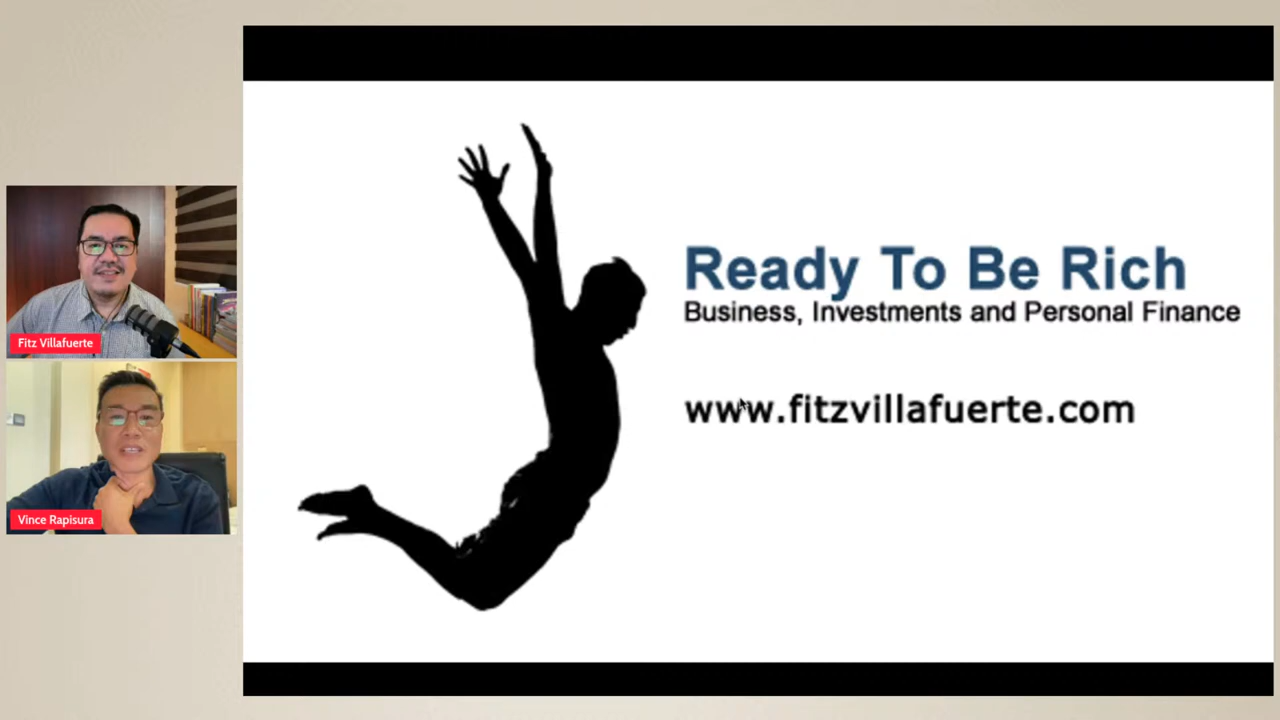 Fitz Villafuerte
Vince Rapisura
Ready To Be Rich
Business, Investments and Personal Finance
www.fitzvillafuerte.com